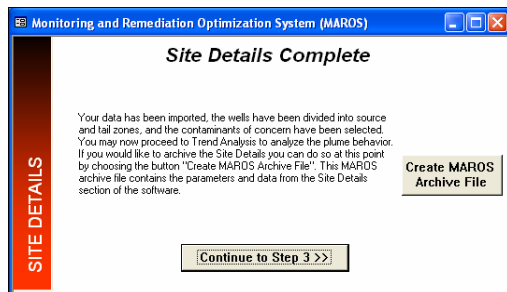 Monitoring and Remediation Optimization System (MAROS)
Site Details Complete
Your data has been imported, the wells have been divided into source
and tail zones, and the contaminants of concern have been selected.
You may now proceed to Trend Analysis to analyze the plume behavior.
If you would like to archive the Site Details you can do so at this point
by choosing the button "Create MAROS Archive File". This MAROS
archive file contains the parameters and data from the Site Details
section of the software.
Create MAROS
Archive File
SITE DETAILS
Continue to Step 3 >>